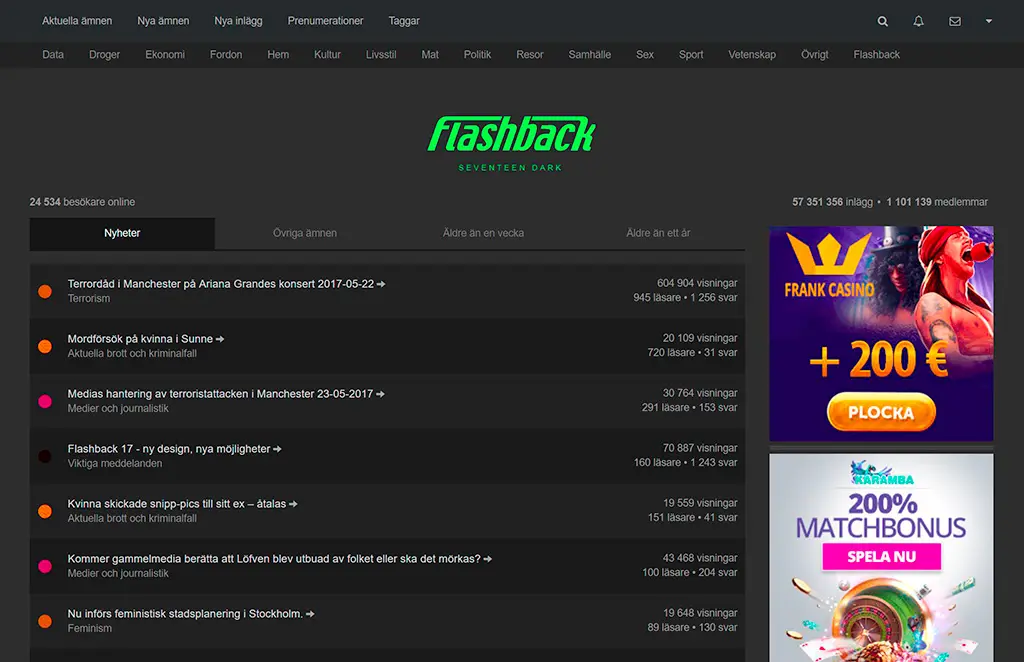 Aktuella ämnen Nya ämnen Nya inlägg Prenumerationer Taggar
Data Droger Ekonomi Fordon Hem Kultur Livsstil Mat Politik Resor Samhälle Sex Sport Vetenskap Övrigt Flashback
Flashback
SEVENTEEN DARK
24 534 besökare online
57 351 356 inlägg • 1 101 139 medlemmar
Nyheter Övriga ämnen Äldre än en vecka Äldre än ett år
Terrordåd i Manchester på Ariana Grandes konsert 2017-05-22
604 904 visningar
Terrorism
945 läsare • 1 256 svar
Mordförsök på kvinna i Sunne
20 109 visningar
Aktuella brott och kriminalfall
720 läsare • 31 svar
Medias hantering av terroristattacken i Manchester 23-05-2017
30 764 visningar
Medier och journalistik
291 läsare • 153 svar
Flashback 17 - ny design, nya möjligheter
70 887 visningar
Viktiga meddelanden
160 läsare • 1 243 svar
Kvinna skickade snipp-pics till sitt ex – åtalas
19 559 visningar
Aktuella brott och kriminalfall
151 läsare • 41 svar
Kommer gammelmedia berätta att Löfven blev utbuad av folket eller ska det mörkas?
43 468 visningar
Medier och journalistik
100 läsare • 204 svar
Nu införs feministisk stadsplanering i Stockholm.
19 648 visningar
Feminism
89 läsare • 130 svar
FRANK CASINO
+ 200 €
PLOCKA
KARAMBA
200%
MATCHBONUS
SPELA NU